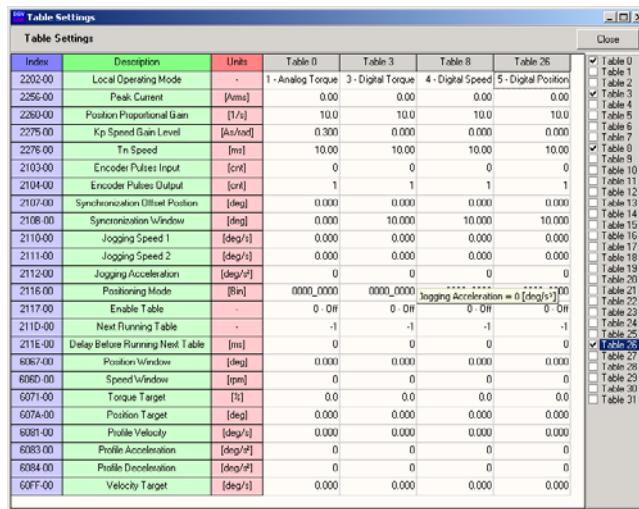 Table Settings
Table Settings Close
Index Description Units Table 0 Table 3 Table 8 Table 26
2202-00 Local Operating Mode - 1 - Analog Torque 3 - Digital Torque 4 - Digital Speed 5 - Digital Position
2256-00 Peak Current [Arms] 0.00 0.00 0.00 0.00
2260-00 Position Proportional Gain [1/s] 10.0 10.0 10.0 10.0
2275-00 Kp Speed Gain Level [As/rad] 0.300 0.000 0.000 0.000
2276-00 Tn Speed [ms] 10.00 10.00 10.00 10.00
2103-00 Encoder Pulses Input [cnt] 0 0 0 0
2104-00 Encoder Pulses Output [cnt] 1 1 1 1
2107-00 Synchronization Offset Postion [deg] 0.000 0.000 0.000 0.000
2108-00 Syncronization Window [deg] 0.000 10.000 10.000 10.000
2110-00 Jogging Speed 1 [deg/s] 0.000 0.000 0.000 0.000
2111-00 Jogging Speed 2 [deg/s] 0.000 0.000 0.000 0.000
2112-00 Jogging Acceleration [deg/s²] 0 0 0 0
2116-00 Positioning Mode [Bin] 0000_0000 0000_0000
Jogging Acceleration = 0 [deg/s²]
2117-00 Enable Table - 0 - Off 0 - Off 0 - Off 0 - Off
211D-00 Next Running Table - -1 -1 -1 -1
211E-00 Delay Before Running Next Table [ms] 0 0 0 0
6067-00 Position Window [deg] 0.000 0.000 0.000 0.000
606D-00 Speed Window [rpm] 0 0 0 0
6071-00 Torque Target [%] 0.0 0.0 0.0 0.0
607A-00 Position Target [deg] 0.000 0.000 0.000 0.000
6081-00 Profile Velocity [deg/s] 0.000 0.000 0.000 0.000
6083-00 Profile Acceleration [deg/s²] 0 0 0 0
6084-00 Profile Deceleration [deg/s²] 0 0 0 0
60FF-00 Velocity Target [deg/s] 0.000 0.000 0.000 0.000
Table 0
Table 1
Table 2
Table 3
Table 4
Table 5
Table 6
Table 7
Table 8
Table 9
Table 10
Table 11
Table 12
Table 13
Table 14
Table 15
Table 16
Table 17
Table 18
Table 19
Table 20
Table 21
Table 22
Table 23
Table 24
Table 25
Table 26
Table 27
Table 28
Table 29
Table 30
Table 31